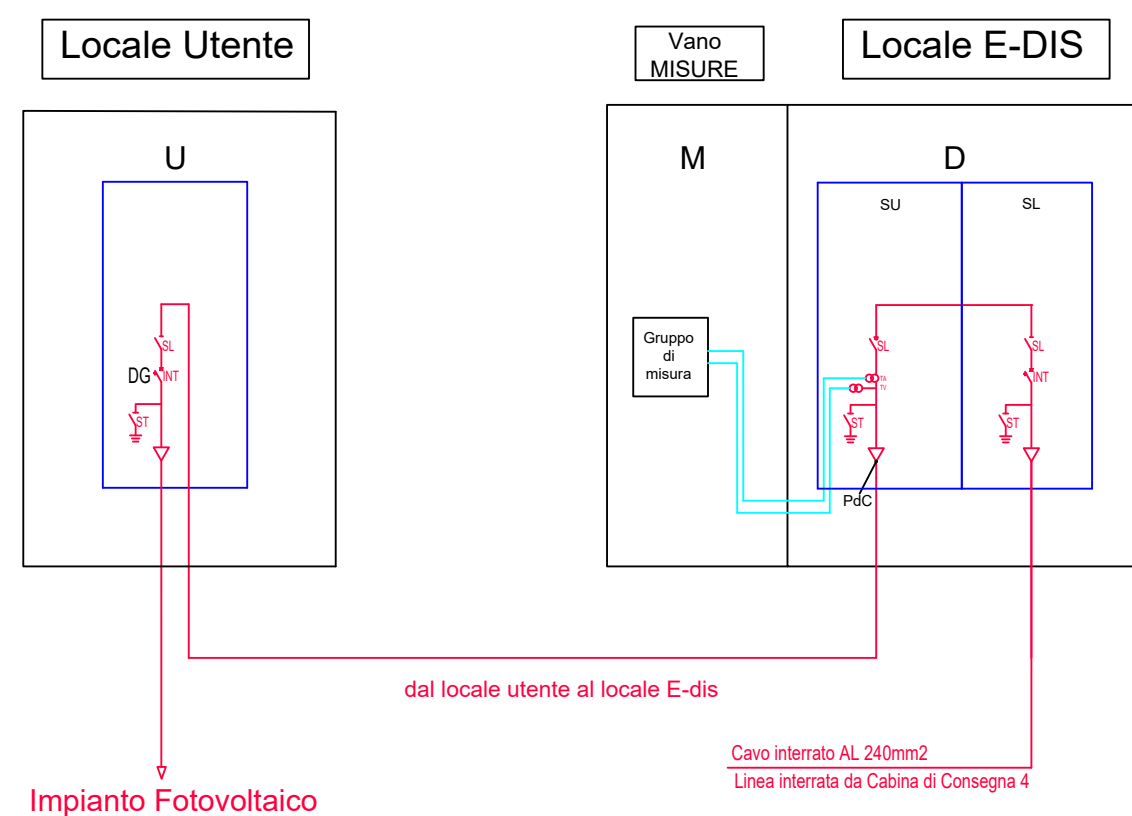 Locale Utente
Vano
MISURE
Locale E-DIS
U
M
D
SU
SL
SL
DG
INT
ST
Gruppo
di
misura
SL
TA
TV
ST
PdC
SL
INT
ST
dal locale utente al locale E-dis
Cavo interrato AL 240mm2
Linea interrata da Cabina di Consegna 4
Impianto Fotovoltaico